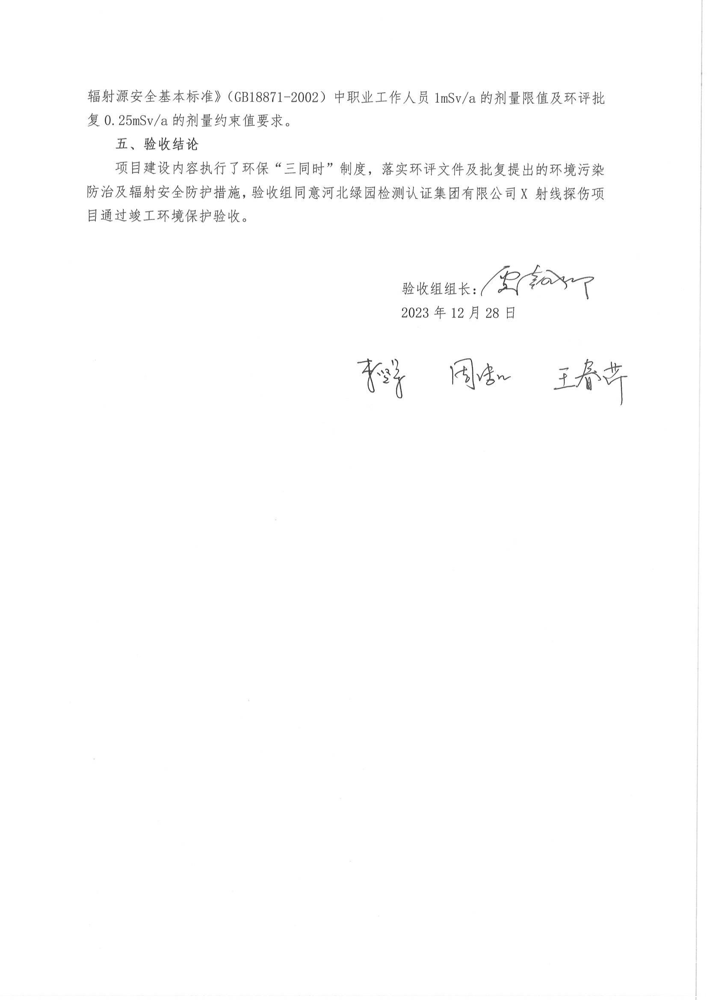 辐射源安全基本标准》（GB18871-2002）中职业工作人员 1mSv/a 的剂量限值及环评批
复 0.25mSv/a 的剂量约束值要求。
五、验收结论
项目建设内容执行了环保“三同时”制度，落实环评文件及批复提出的环境污染
防治及辐射安全防护措施，验收组同意河北绿园检测认证集团有限公司 X 射线探伤项
目通过竣工环境保护验收。
验收组组长：
2023 年 12 月 28 日
王春芳